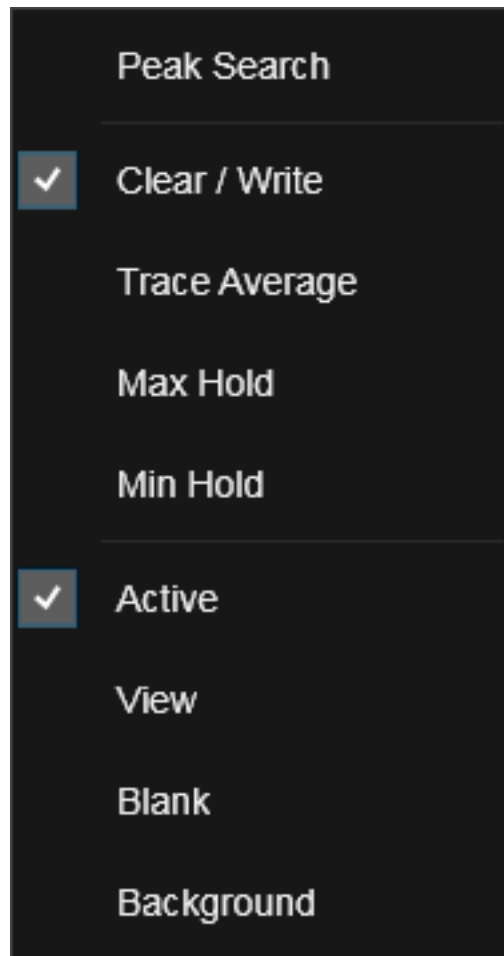 Peak Search
Clear / Write
Trace Average
Max Hold
Min Hold
Active
View
Blank
Background